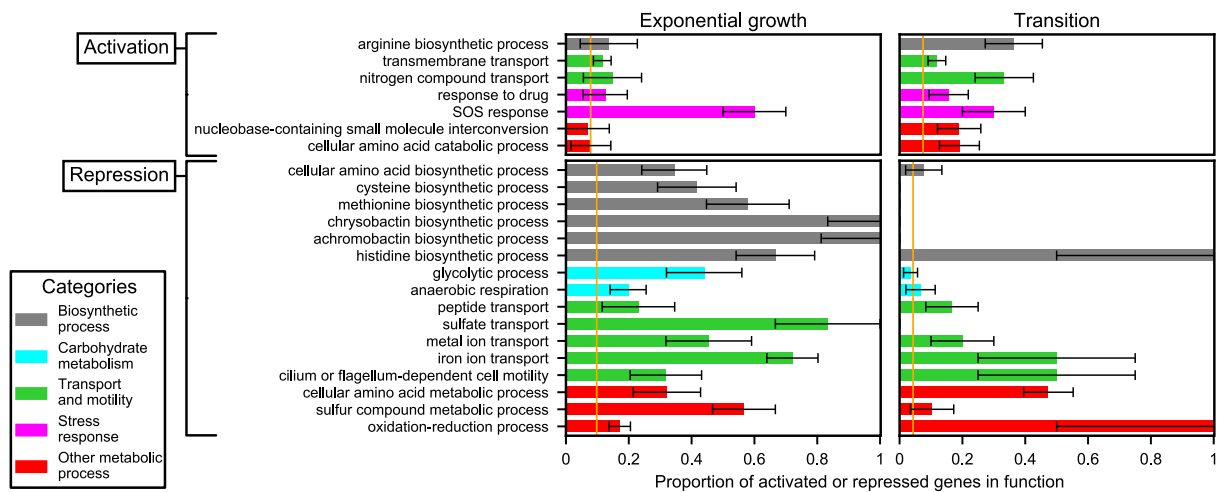 Exponential growth
Transition
Activation
arginine biosynthetic process
transmembrane transport
nitrogen compound transport
response to drug
SOS response
nucleobase-containing small molecule interconversion
cellular amino acid catabolic process
Repression
cellular amino acid biosynthetic process
cysteine biosynthetic process
methionine biosynthetic process
chrysobactin biosynthetic process
achromobactin biosynthetic process
histidine biosynthetic process
glycolytic process
anaerobic respiration
peptide transport
sulfate transport
metal ion transport
iron ion transport
cilium or flagellum-dependent cell motility
cellular amino acid metabolic process
sulfur compound metabolic process
oxidation-reduction process
Categories
Biosynthetic
process
Carbohydrate
metabolism
Transport
and motility
Stress
response
Other metabolic
process
0 0.2 0.4 0.6 0.8 1
0 0.2 0.4 0.6 0.8 1
Proportion of activated or repressed genes in function